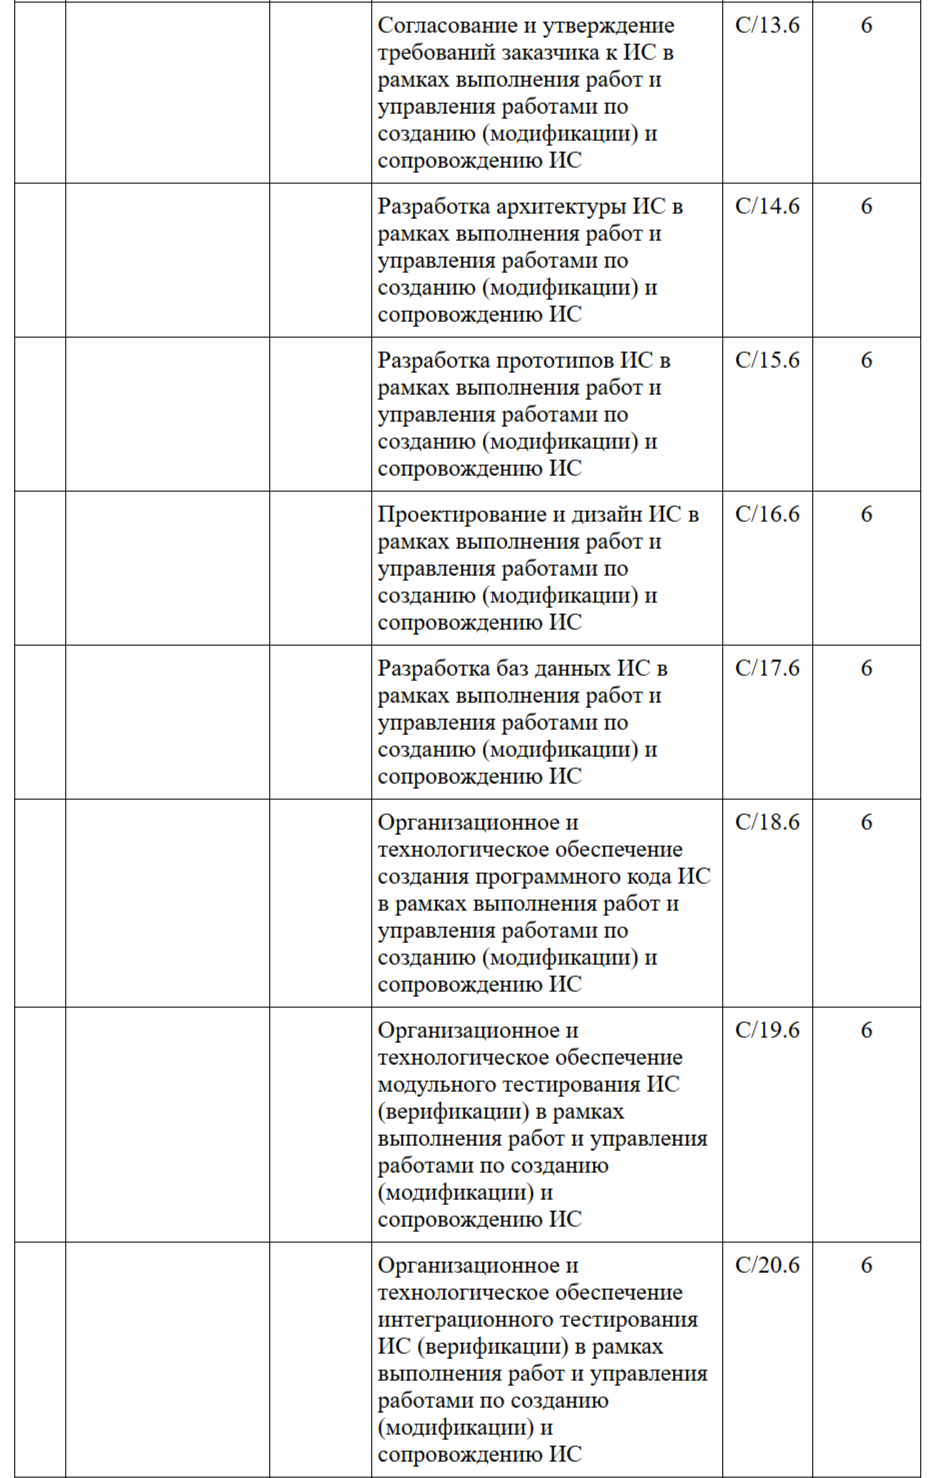 Согласование и утверждение С/13.6 6
требований заказчика к ИС в
рамках выполнения работ и
управления работами по
созданию (модификации) и
сопровождению ИС
Разработка архитектуры ИС в С/14.6 6
рамках выполнения работ и
управления работами по
созданию (модификации) и
сопровождению ИС
Разработка прототипов ИС в С/15.6 6
рамках выполнения работ и
управления работами по
созданию (модификации) и
сопровождению ИС
Проектирование и дизайн ИС в С/16.6 6
рамках выполнения работ и
управления работами по
созданию (модификации) и
сопровождению ИС
Разработка баз данных ИС в С/17.6 6
рамках выполнения работ и
управления работами по
созданию (модификации) и
сопровождению ИС
Организационное и С/18.6 6
технологическое обеспечение
создания программного кода ИС
в рамках выполнения работ и
управления работами по
созданию (модификации) и
сопровождению ИС
Организационное и С/19.6 6
технологическое обеспечение
модульного тестирования ИС
(верификации) в рамках
выполнения работ и управления
работами по созданию
(модификации) и
сопровождению ИС
Организационное и С/20.6 6
технологическое обеспечение
интеграционного тестирования
ИС (верификации) в рамках
выполнения работ и управления
работами по созданию
(модификации) и
сопровождению ИС